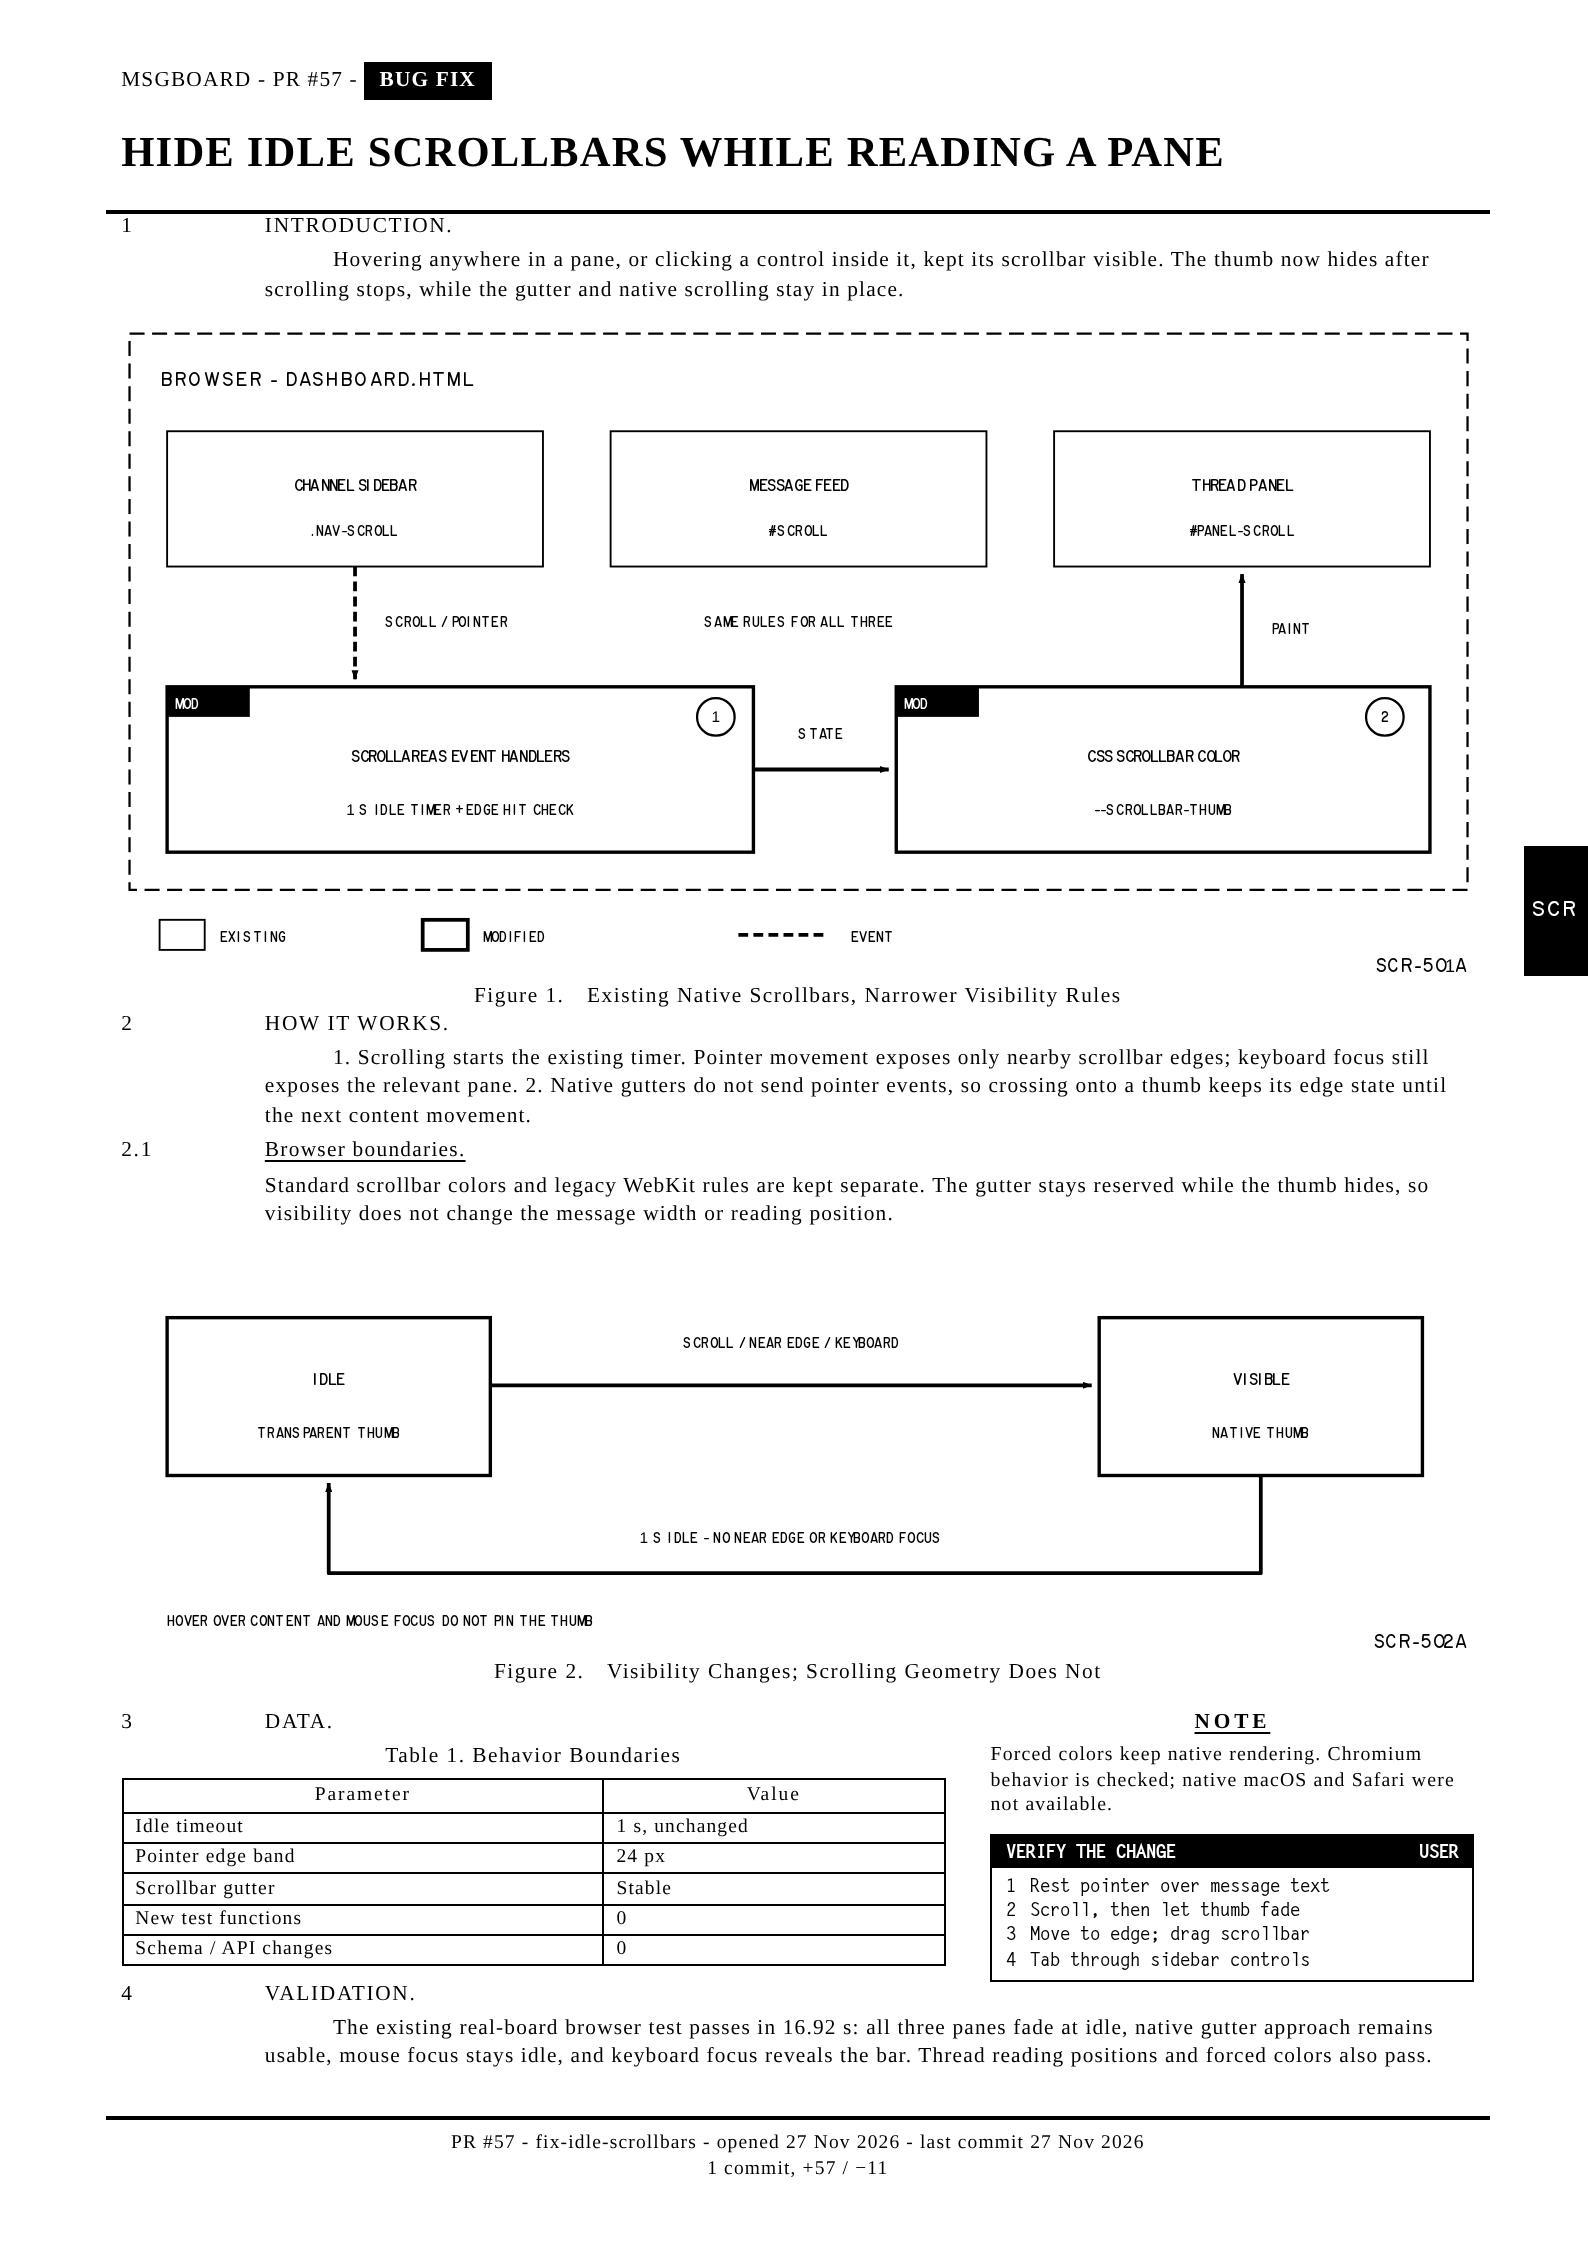 MSGBOARD - PR #57 - BUG FIX
HIDE IDLE SCROLLBARS WHILE READING A PANE
1 INTRODUCTION.
Hovering anywhere in a pane, or clicking a control inside it, kept its scrollbar visible. The thumb now hides after
scrolling stops, while the gutter and native scrolling stay in place.
BROWSER - DASHBOARD.HTML
CHANNEL SIDEBAR
.NAV-SCROLL
MESSAGE FEED
#SCROLL
THREAD PANEL
#PANEL-SCROLL
SCROLL / POINTER
SAME RULES FOR ALL THREE
PAINT
MOD
1
SCROLLAREAS EVENT HANDLERS
1 S IDLE TIMER + EDGE HIT CHECK
STATE
MOD
2
CSS SCROLLBAR COLOR
--SCROLLBAR-THUMB
SCR
EXISTING
MODIFIED
EVENT
SCR-501A
Figure 1. Existing Native Scrollbars, Narrower Visibility Rules
2 HOW IT WORKS.
1. Scrolling starts the existing timer. Pointer movement exposes only nearby scrollbar edges; keyboard focus still
exposes the relevant pane. 2. Native gutters do not send pointer events, so crossing onto a thumb keeps its edge state until
the next content movement.
2.1 Browser boundaries.
Standard scrollbar colors and legacy WebKit rules are kept separate. The gutter stays reserved while the thumb hides, so
visibility does not change the message width or reading position.
IDLE
TRANSPARENT THUMB
SCROLL / NEAR EDGE / KEYBOARD
VISIBLE
NATIVE THUMB
1 S IDLE - NO NEAR EDGE OR KEYBOARD FOCUS
HOVER OVER CONTENT AND MOUSE FOCUS DO NOT PIN THE THUMB
SCR-502A
Figure 2. Visibility Changes; Scrolling Geometry Does Not
3 DATA.
Table 1. Behavior Boundaries
Parameter Value
Idle timeout 1 s, unchanged
Pointer edge band 24 px
Scrollbar gutter Stable
New test functions 0
Schema / API changes 0
NOTE
Forced colors keep native rendering. Chromium
behavior is checked; native macOS and Safari were
not available.
VERIFY THE CHANGE USER
1 Rest pointer over message text
2 Scroll, then let thumb fade
3 Move to edge; drag scrollbar
4 Tab through sidebar controls
4 VALIDATION.
The existing real-board browser test passes in 16.92 s: all three panes fade at idle, native gutter approach remains
usable, mouse focus stays idle, and keyboard focus reveals the bar. Thread reading positions and forced colors also pass.
PR #57 - fix-idle-scrollbars - opened 27 Nov 2026 - last commit 27 Nov 2026
1 commit, +57 / −11